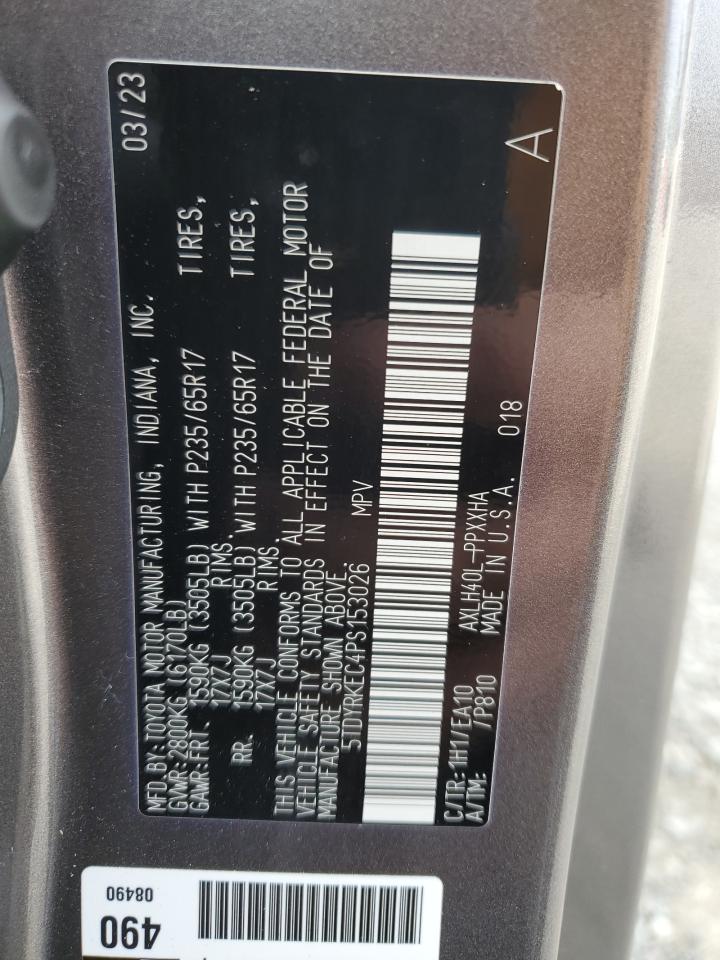 MFD.BY:TOYOTA MOTOR MANUFACTURING, INDIANA, INC. 03/23
GVWR:2800KG (6170LB)
GAWR:FRT. 1590KG (3505LB) WITH P235/65R17 TIRES,
17X7J RIMS.
RR. 1590KG (3505LB) WITH P235/65R17 TIRES,
17X7J RIMS.
THIS VEHICLE CONFORMS TO ALL APPLICABLE FEDERAL MOTOR
VEHICLE SAFETY STANDARDS IN EFFECT ON THE DATE OF
MANUFACTURE SHOWN ABOVE.
5TDYRKEC4PS153026 MPV
C/TR:1H1/EA10 AXLH40L-PPXXHA
A/TM: /P810 MADE IN U.S.A. 018 A
490
08490